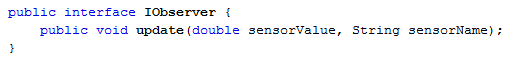 public interface IObserver {
    public void update(double sensorValue, String sensorName);
}